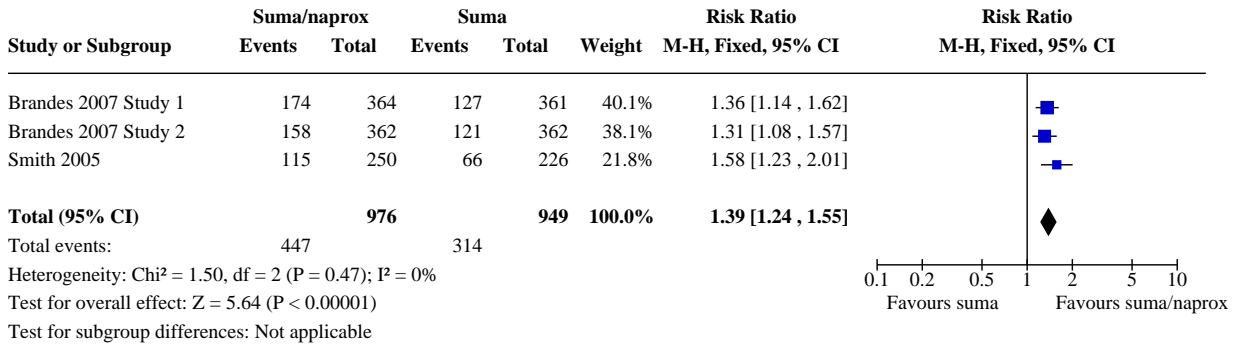 Suma/naprox Suma Risk Ratio Risk Ratio
Study or Subgroup Events Total Events Total Weight M-H, Fixed, 95% CI M-H, Fixed, 95% CI
Brandes 2007 Study 1 174 364 127 361 40.1% 1.36 [1.14 , 1.62]
Brandes 2007 Study 2 158 362 121 362 38.1% 1.31 [1.08 , 1.57]
Smith 2005 115 250 66 226 21.8% 1.58 [1.23 , 2.01]
Total (95% CI) 976 949 100.0% 1.39 [1.24 , 1.55]
Total events: 447 314
Heterogeneity: Chi² = 1.50, df = 2 (P = 0.47); I² = 0%
0.1 0.2 0.5 1 2 5 10
Test for overall effect: Z = 5.64 (P < 0.00001)
Favours suma Favours suma/naprox
Test for subgroup differences: Not applicable